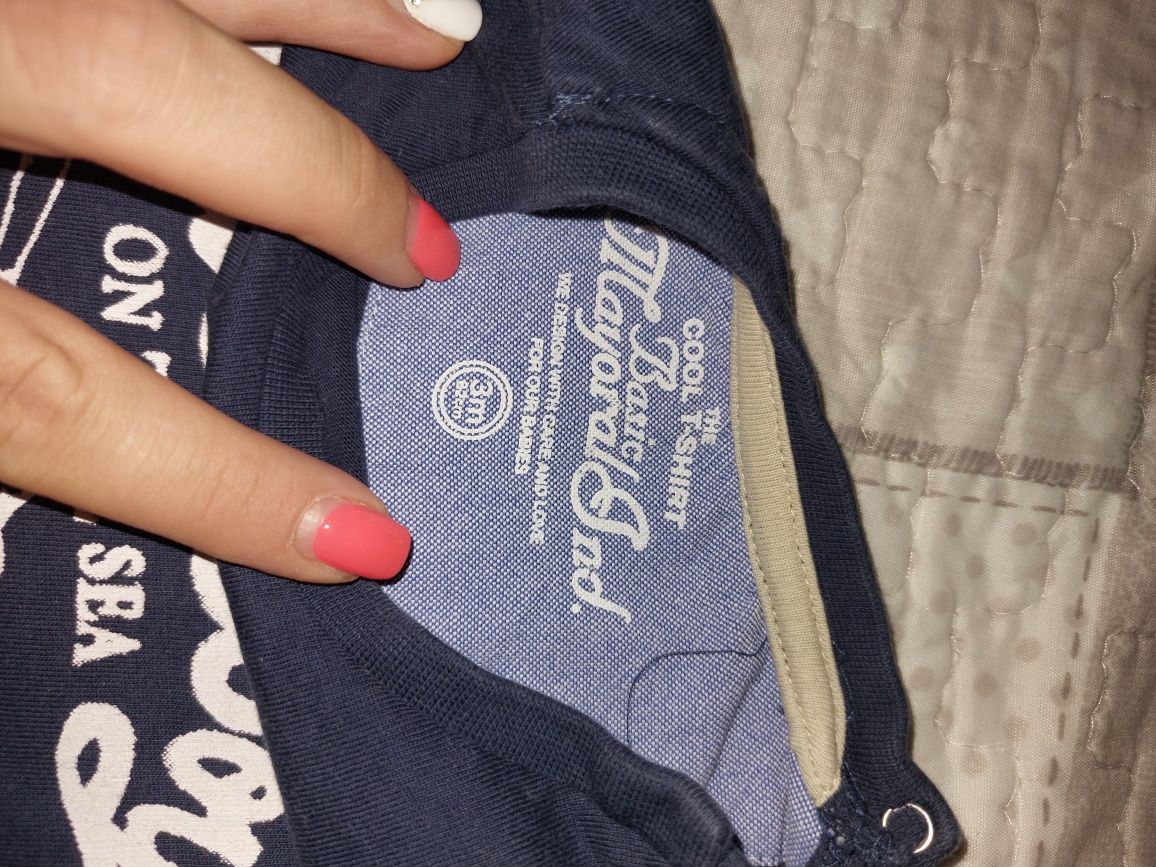 THE
COOL T-SHIRT
Basic
Mayoral Ind.
WE DESIGN WITH CARE AND LOVE
FOR OUR BABIES
3m
ON
SEA